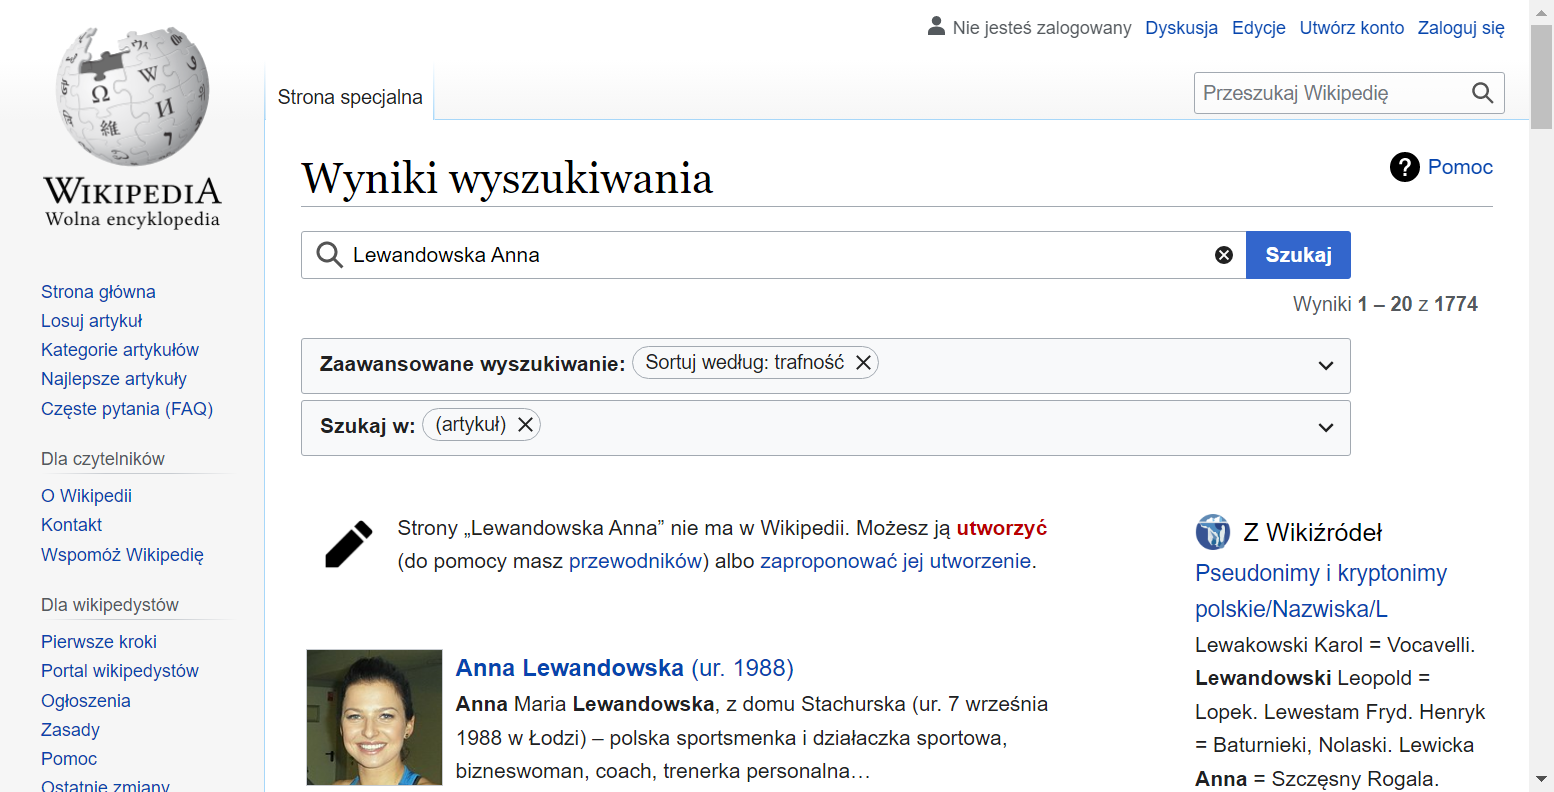 Nie jesteś zalogowany Dyskusja Edycje Utwórz konto Zaloguj się
Strona specjalna
Przeszukaj Wikipedię
WIKIPEDIA
Wolna encyklopedia
Strona główna
Losuj artykuł
Kategorie artykułów
Najlepsze artykuły
Częste pytania (FAQ)
Dla czytelników
O Wikipedii
Kontakt
Wspomóż Wikipedię
Dla wikipedystów
Pierwsze kroki
Portal wikipedystów
Ogłoszenia
Zasady
Pomoc
Ostatnie zmiany
Wyniki wyszukiwania
? Pomoc
Lewandowska Anna
Szukaj
Wyniki 1 – 20 z 1774
Zaawansowane wyszukiwanie: Sortuj według: trafność
Szukaj w: (artykuł)
Strony „Lewandowska Anna” nie ma w Wikipedii. Możesz ją utworzyć
(do pomocy masz przewodników) albo zaproponować jej utworzenie.
Anna Lewandowska (ur. 1988)
Anna Maria Lewandowska, z domu Stachurska (ur. 7 września
1988 w Łodzi) – polska sportsmenka i działaczka sportowa,
bizneswoman, coach, trenerka personalna…
Z Wikiźródeł
Pseudonimy i kryptonimy
polskie/Nazwiska/L
Lewakowski Karol = Vocavelli.
Lewandowski Leopold =
Lopek. Lewestam Fryd. Henryk
= Baturnieki, Nolaski. Lewicka
Anna = Szczęsny Rogala.